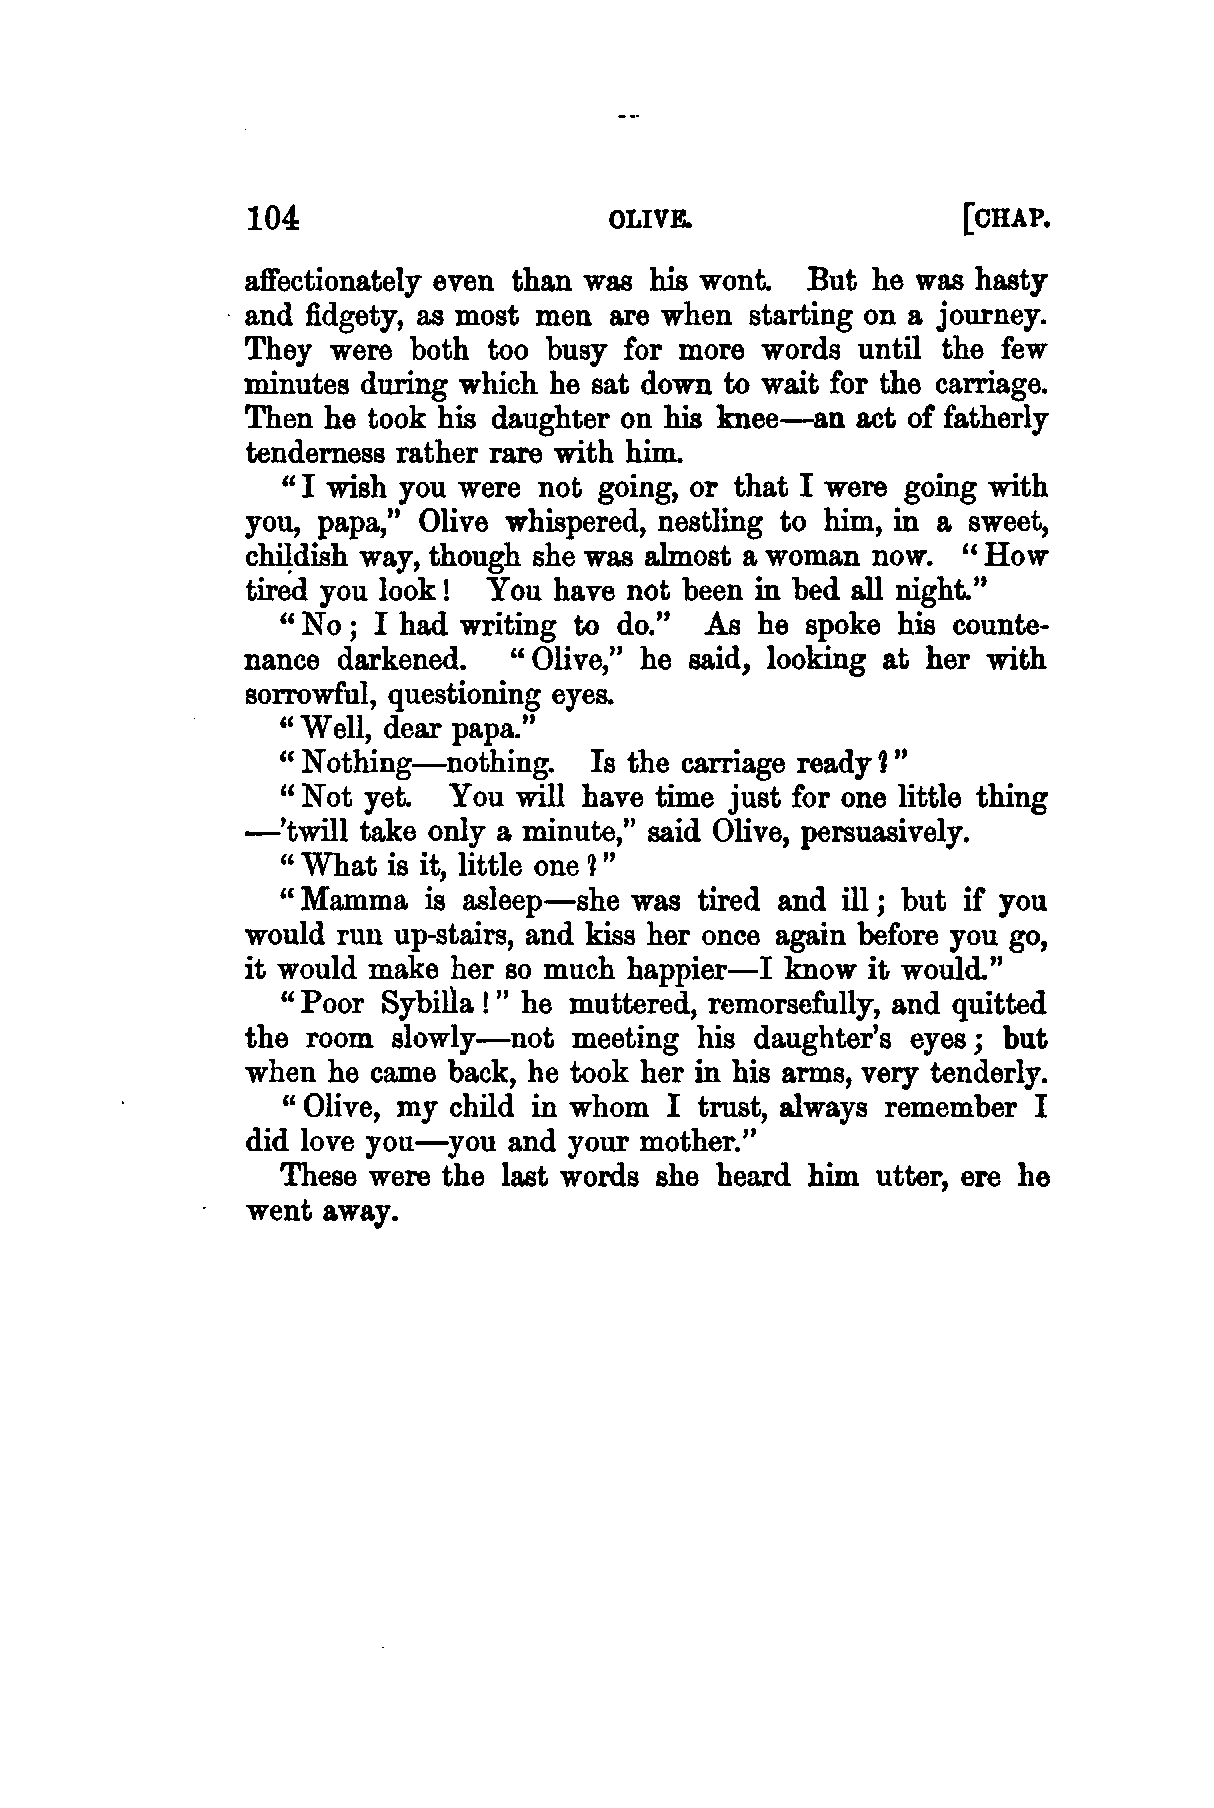 104 OLIVE. [CHAP.
affectionately even than was his wont. But he was hasty
and fidgety, as most men are when starting on a journey.
They were both too busy for more words until the few
minutes during which he sat down to wait for the carriage.
Then he took his daughter on his knee—an act of fatherly
tenderness rather rare with him.
“I wish you were not going, or that I were going with
you, papa,” Olive whispered, nestling to him, in a sweet,
childish way, though she was almost a woman now. “How
tired you look! You have not been in bed all night.”
“No; I had writing to do.” As he spoke his counte-
nance darkened. “Olive,” he said, looking at her with
sorrowful, questioning eyes.
“Well, dear papa.”
“Nothing—nothing. Is the carriage ready?”
“Not yet. You will have time just for one little thing
—’twill take only a minute,” said Olive, persuasively.
“What is it, little one?”
“Mamma is asleep—she was tired and ill; but if you
would run up-stairs, and kiss her once again before you go,
it would make her so much happier—I know it would.”
“Poor Sybilla!” he muttered, remorsefully, and quitted
the room slowly—not meeting his daughter’s eyes; but
when he came back, he took her in his arms, very tenderly.
“Olive, my child in whom I trust, always remember I
did love you—you and your mother.”
These were the last words she heard him utter, ere he
went away.